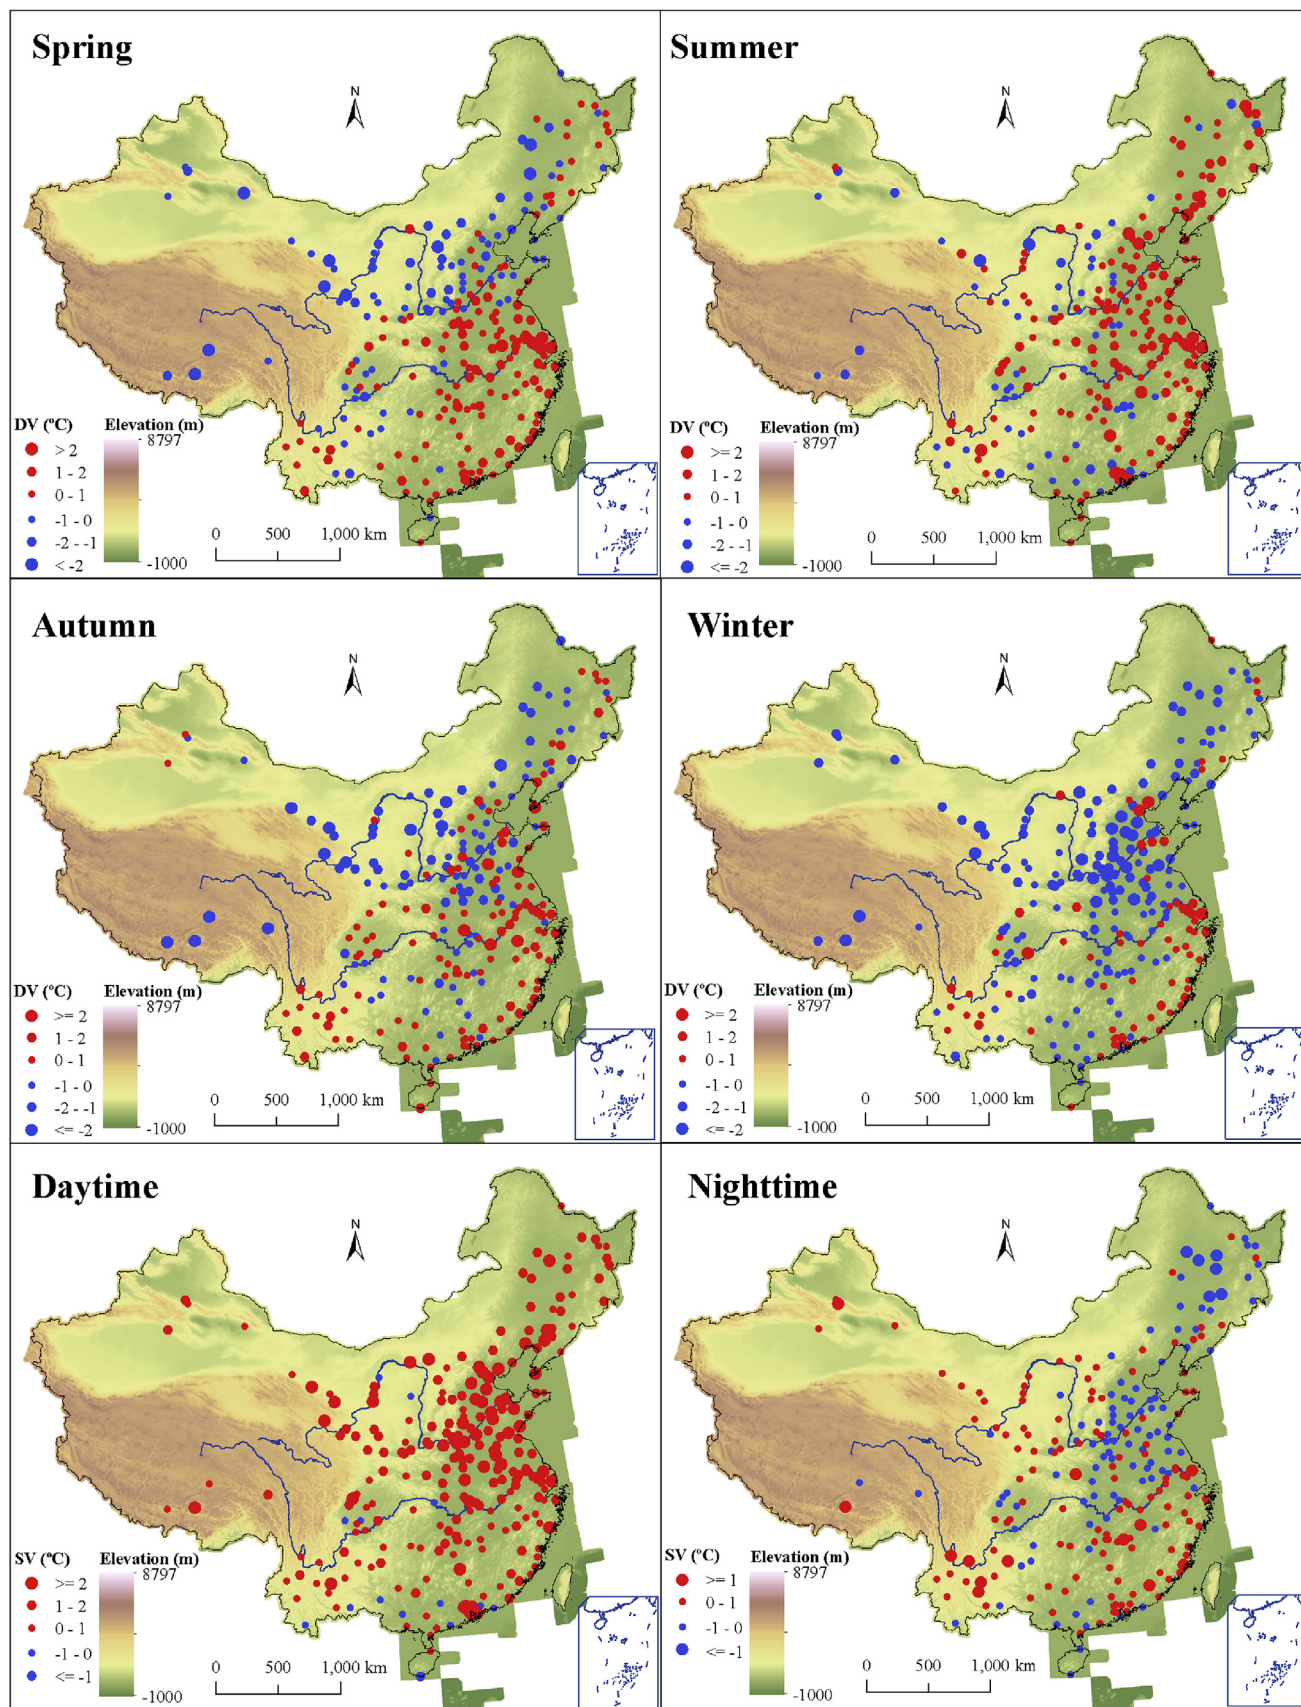 Spring
N
DV (ºC)
> 2
1 - 2
0 - 1
-1 - 0
-2 - -1
< -2
Elevation (m)
8797
-1000
0 500 1,000 km
Summer
N
DV (ºC)
>= 2
1 - 2
0 - 1
-1 - 0
-2 - -1
<= -2
Elevation (m)
8797
-1000
0 500 1,000 km
Autumn
N
DV (ºC)
>= 2
1 - 2
0 - 1
-1 - 0
-2 - -1
<= -2
Elevation (m)
8797
-1000
0 500 1,000 km
Winter
N
DV (ºC)
>= 2
1 - 2
0 - 1
-1 - 0
-2 - -1
<= -2
Elevation (m)
8797
-1000
0 500 1,000 km
Daytime
N
SV (ºC)
>= 2
1 - 2
0 - 1
-1 - 0
<= -1
Elevation (m)
8797
-1000
0 500 1,000 km
Nighttime
N
SV (ºC)
>= 1
0 - 1
-1 - 0
<= -1
Elevation (m)
8797
-1000
0 500 1,000 km